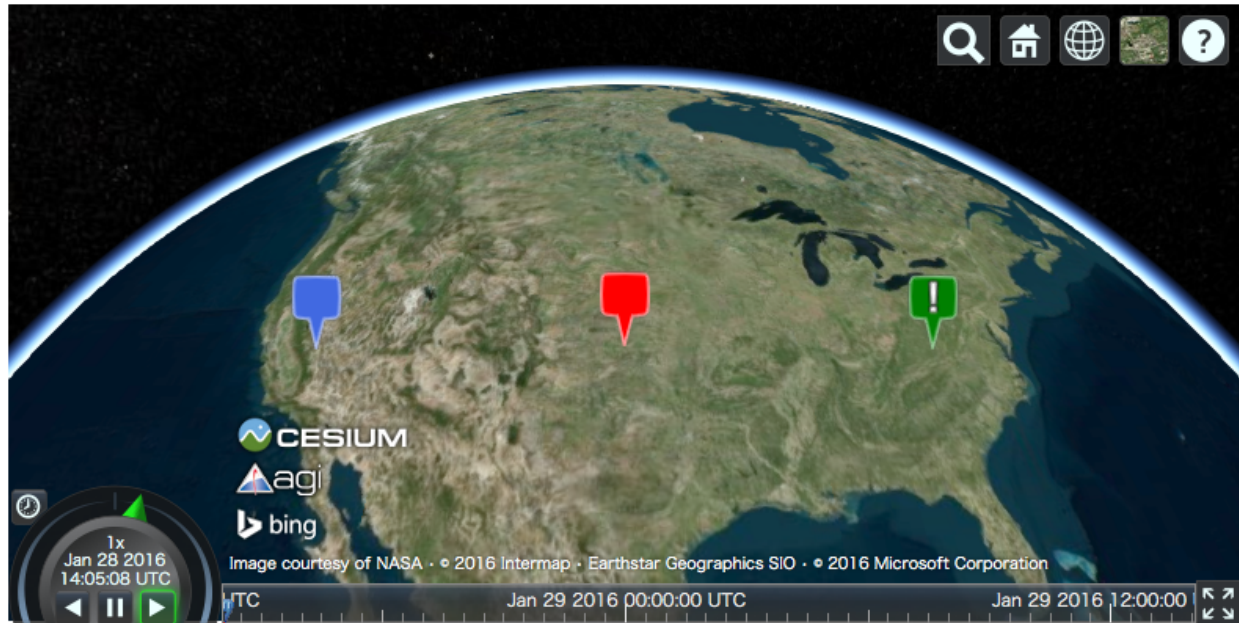 ?
!
CESIUM
agi
bing
Image courtesy of NASA · © 2016 Intermap · Earthstar Geographics SIO · © 2016 Microsoft Corporation
1x
Jan 28 2016
14:05:08 UTC
UTC
Jan 29 2016 00:00:00 UTC
Jan 29 2016 12:00:00